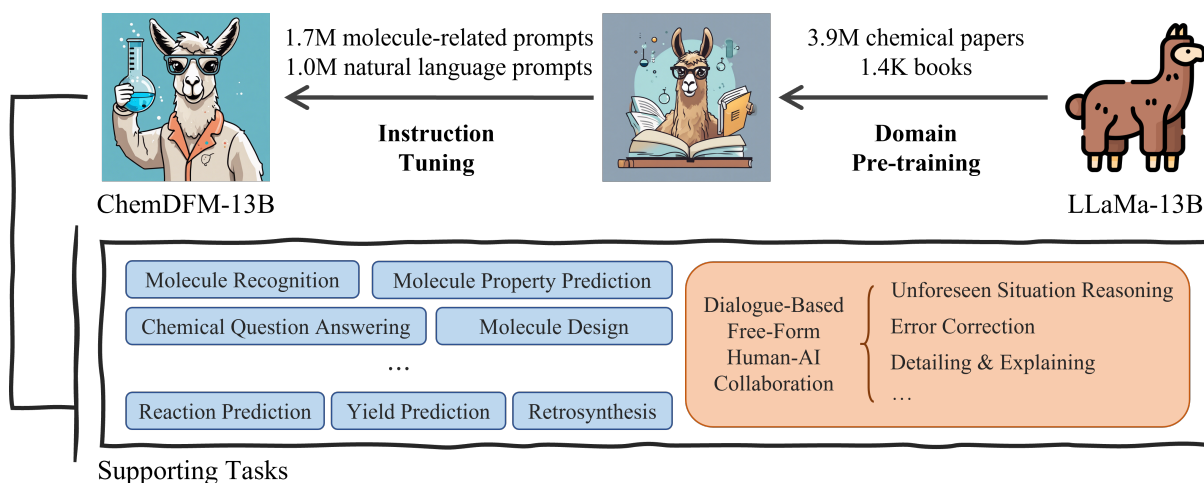 1.7M molecule-related prompts
1.0M natural language prompts
Instruction
Tuning
3.9M chemical papers
1.4K books
Domain
Pre-training
ChemDFM-13B
LLaMa-13B
Molecule Recognition
Molecule Property Prediction
Chemical Question Answering
Molecule Design
...
Reaction Prediction
Yield Prediction
Retrosynthesis
Dialogue-Based
Free-Form
Human-AI
Collaboration
Unforeseen Situation Reasoning
Error Correction
Detailing & Explaining
...
Supporting Tasks